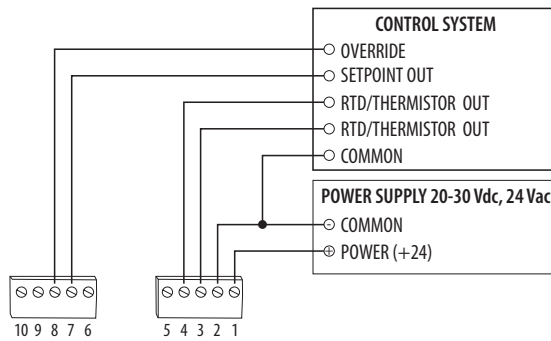 CONTROL SYSTEM
OVERRIDE
SETPOINT OUT
RTD/THERMISTOR OUT
RTD/THERMISTOR OUT
COMMON
POWER SUPPLY 20-30 Vdc, 24 Vac
COMMON
POWER (+24)
10 9 8 7 6
5 4 3 2 1